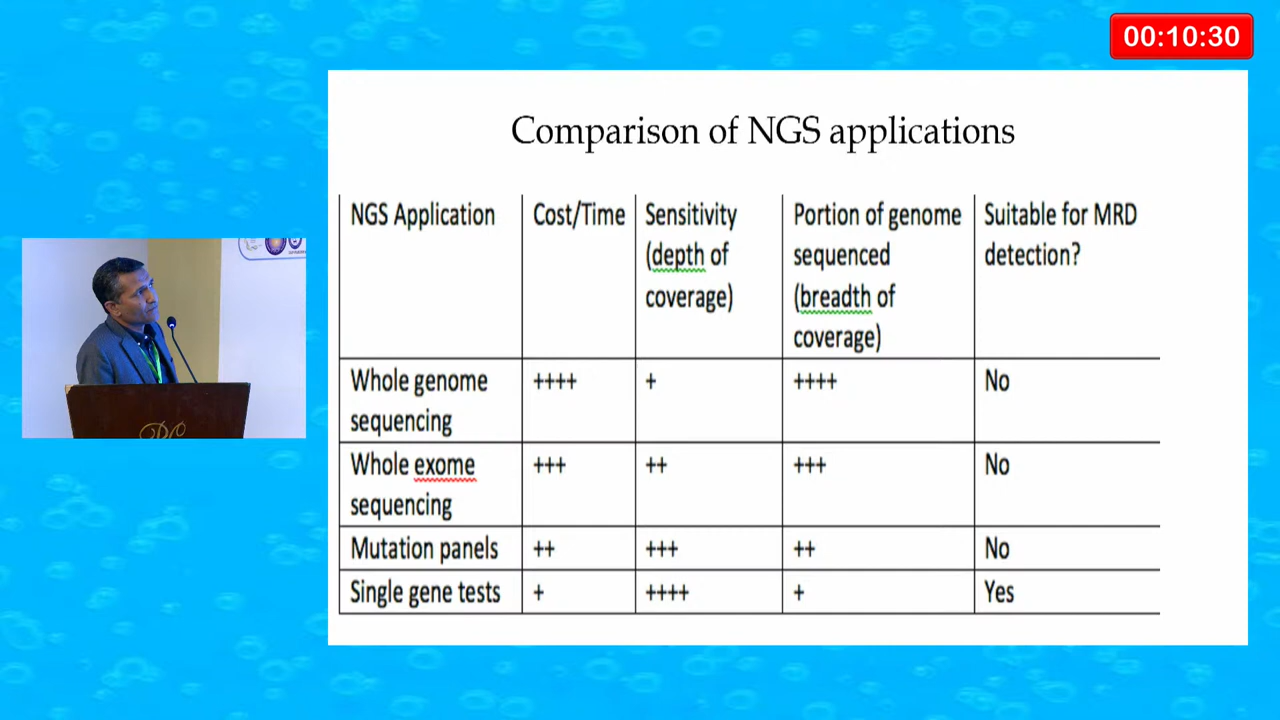 00:10:30
Comparison of NGS applications
NGS Application Cost/Time Sensitivity (depth of coverage) Portion of genome sequenced (breadth of coverage) Suitable for MRD detection?
Whole genome sequencing ++++ + ++++ No
Whole exome sequencing +++ ++ +++ No
Mutation panels ++ +++ ++ No
Single gene tests + ++++ + Yes